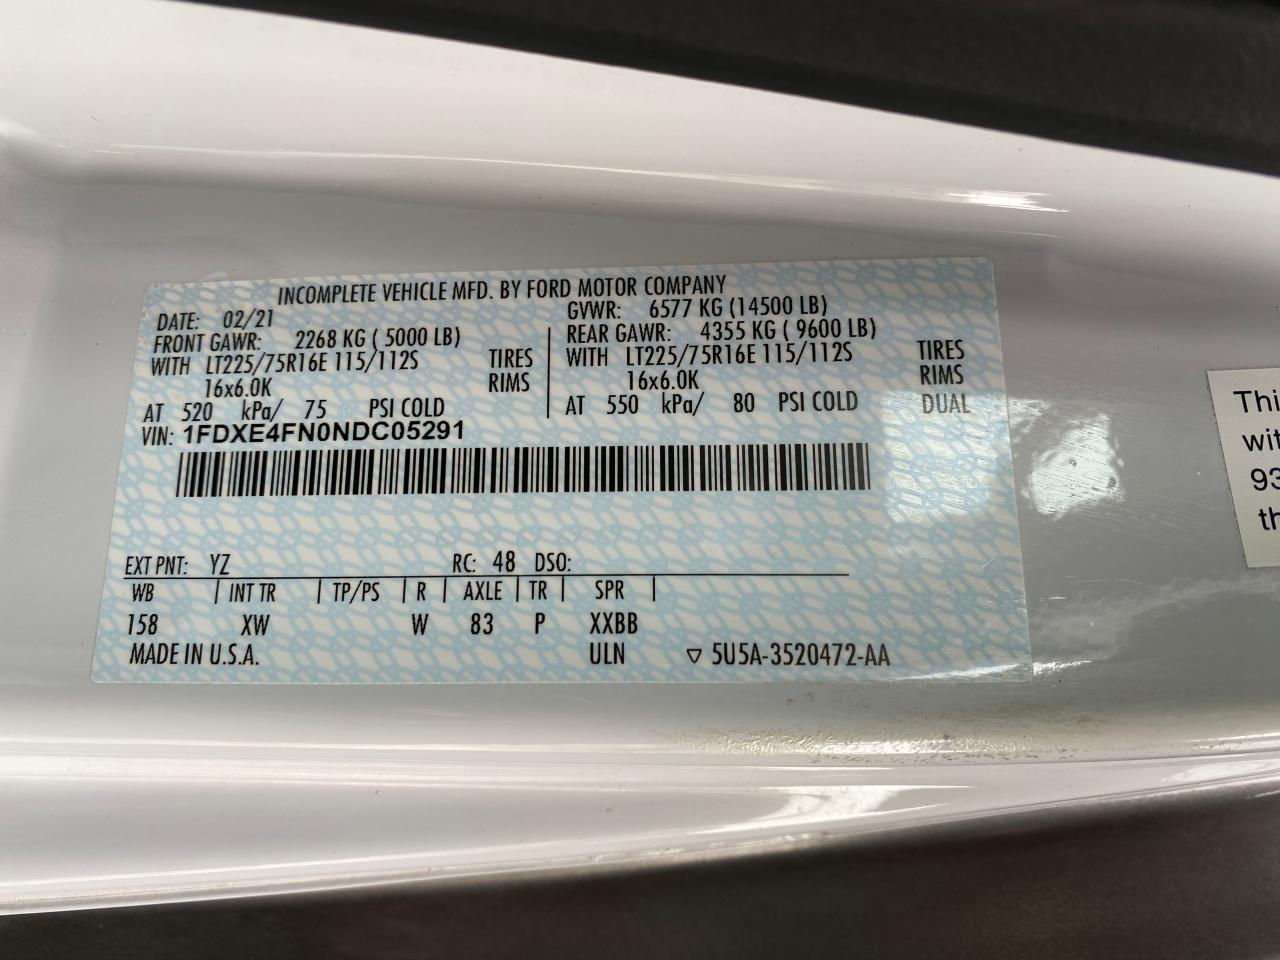 INCOMPLETE VEHICLE MFD. BY FORD MOTOR COMPANY
DATE: 02/21
GVWR: 6577 KG (14500 LB)
FRONT GAWR: 2268 KG ( 5000 LB)
REAR GAWR: 4355 KG ( 9600 LB)
WITH LT225/75R16E 115/112S TIRES
WITH LT225/75R16E 115/112S TIRES
16x6.0K RIMS
16x6.0K RIMS
AT 520 kPa/ 75 PSI COLD
AT 550 kPa/ 80 PSI COLD DUAL
VIN: 1FDXE4FN0NDC05291
EXT PNT: YZ RC: 48 DSO:
WB | INT TR | TP/PS | R | AXLE | TR | SPR |
158 XW W 83 P XXBB
MADE IN U.S.A. ULN ▽ 5U5A-3520472-AA
Thi
wit
93
th